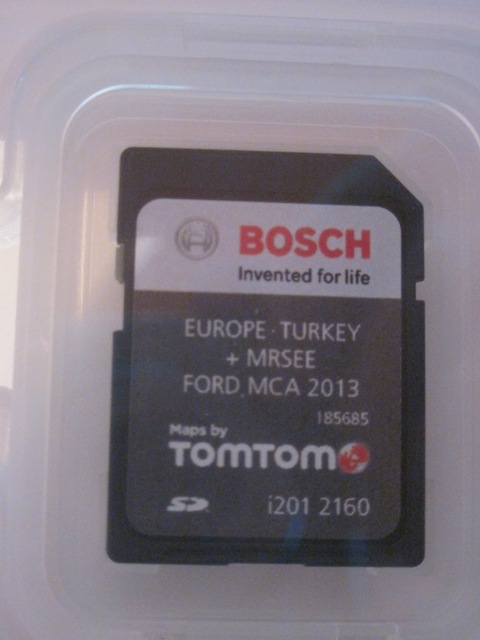 BOSCH
Invented for life
EUROPE · TURKEY
+ MRSEE
FORD MCA 2013
185685
Maps by
TOMTOM
SD
i201 2160